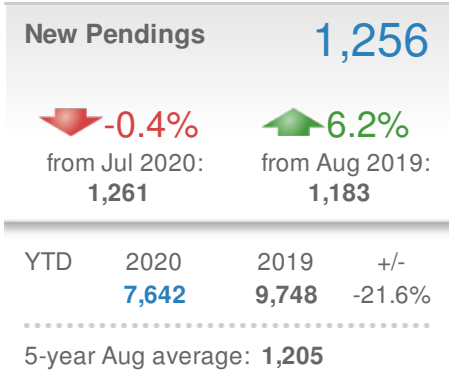 New Pendings 1,256
-0.4% 6.2%
from Jul 2020: from Aug 2019:
1,261 1,183
YTD 2020 2019 +/-
7,642 9,748 -21.6%
5-year Aug average: 1,205